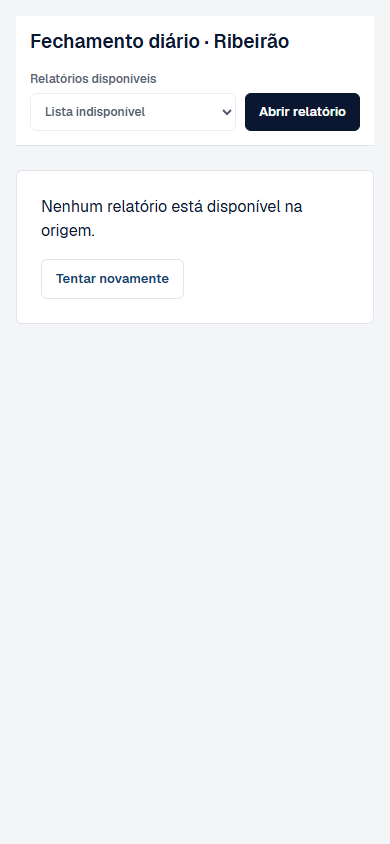 Fechamento diário · Ribeirão
Relatórios disponíveis
Lista indisponível
Abrir relatório
Nenhum relatório está disponível na
origem.
Tentar novamente